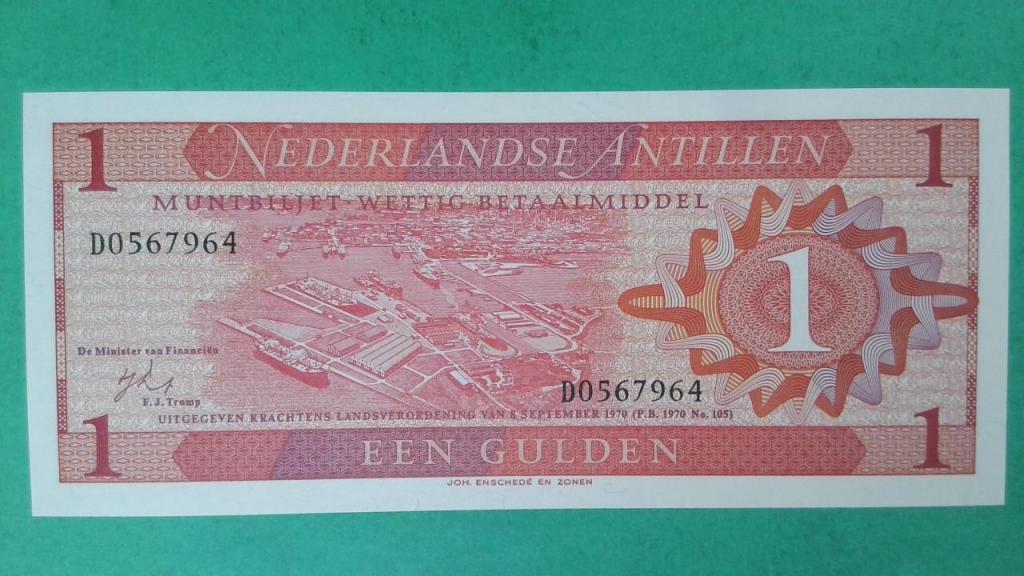 1 NEDERLANDSE ANTILLEN 1
MUNTBILJET-WETTIG BETAALMIDDEL
D0567964
1
De Minister van Financiën
F. J. Tromp
D0567964
UITGEGEVEN KRACHTENS LANDSVERORDENING VAN 8 SEPTEMBER 1970 (P.B. 1970 No. 105)
1 EEN GULDEN 1
JOH. ENSCHEDÉ EN ZONEN